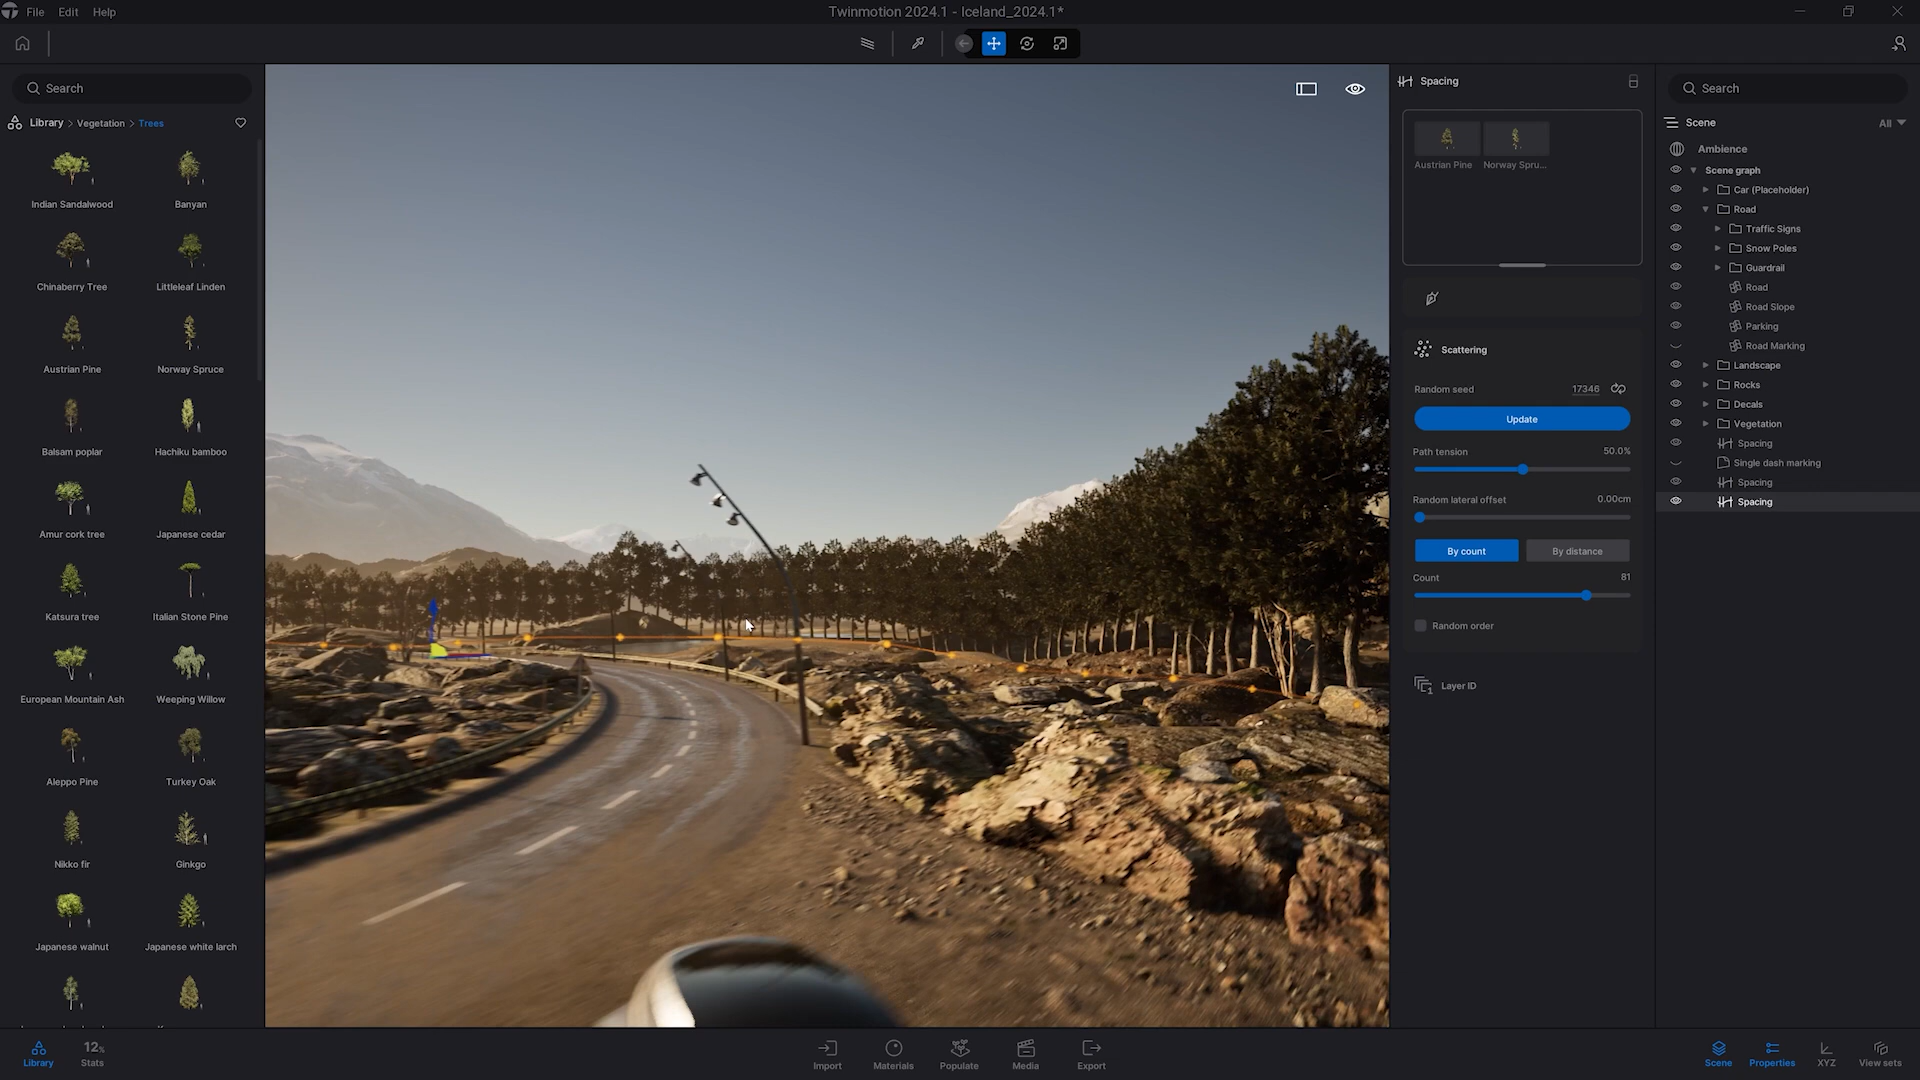 File Edit Help
Twinmotion 2024.1 - Iceland_2024.1*
Search
Library > Vegetation > Trees
Indian Sandalwood
Banyan
Chinaberry Tree
Littleleaf Linden
Austrian Pine
Norway Spruce
Balsam poplar
Hachiku bamboo
Amur cork tree
Japanese cedar
Katsura tree
Italian Stone Pine
European Mountain Ash
Weeping Willow
Aleppo Pine
Turkey Oak
Nikko fir
Ginkgo
Japanese walnut
Japanese white larch
Spacing
Austrian Pine
Norway Spru...
Scattering
Random seed 17346
Update
Path tension 50.0%
Random lateral offset 0.00cm
By count By distance
Count 81
Random order
Layer ID
Search
Scene All
Ambience
Scene graph
Car (Placeholder)
Road
Traffic Signs
Snow Poles
Guardrail
Road
Road Slope
Parking
Road Marking
Landscape
Rocks
Decals
Vegetation
Spacing
Single dash marking
Spacing
Spacing
Library
12%
Stats
Import
Materials
Populate
Media
Export
Scene
Properties
XYZ
View sets